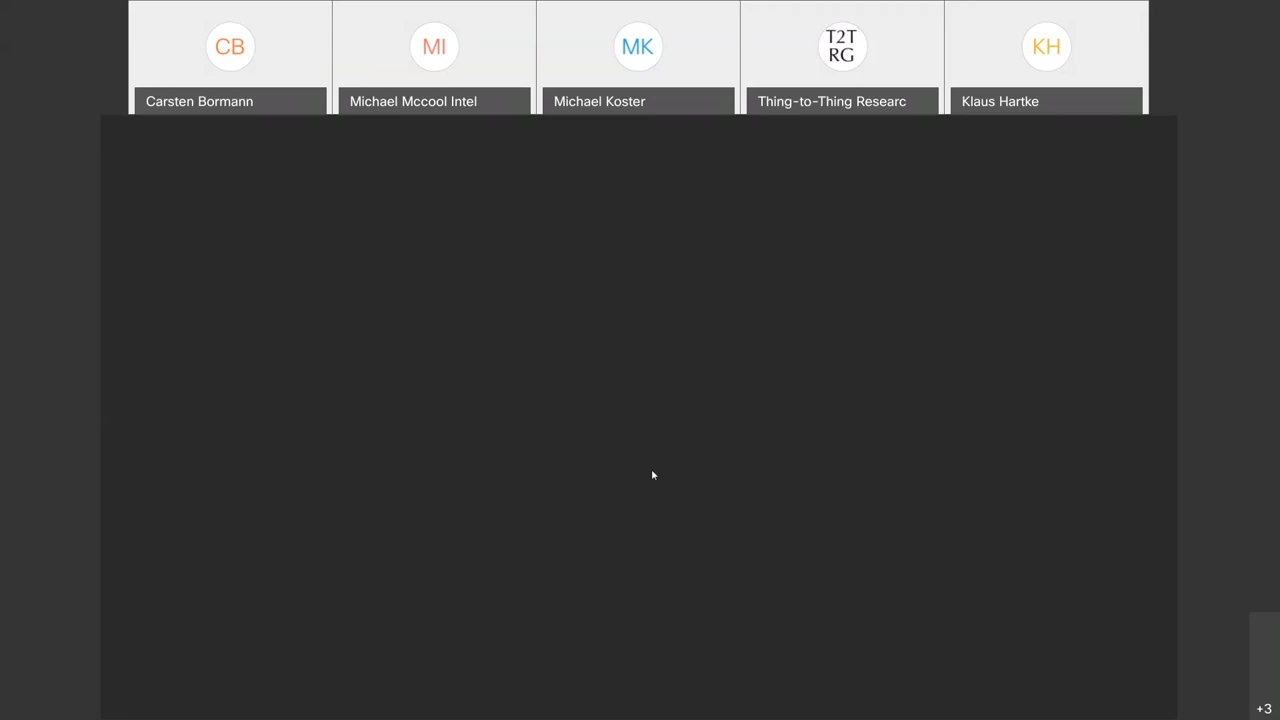 CB
MI
MK
T2T
RG
KH
Carsten Bormann
Michael Mccool Intel
Michael Koster
Thing-to-Thing Researc
Klaus Hartke
+3